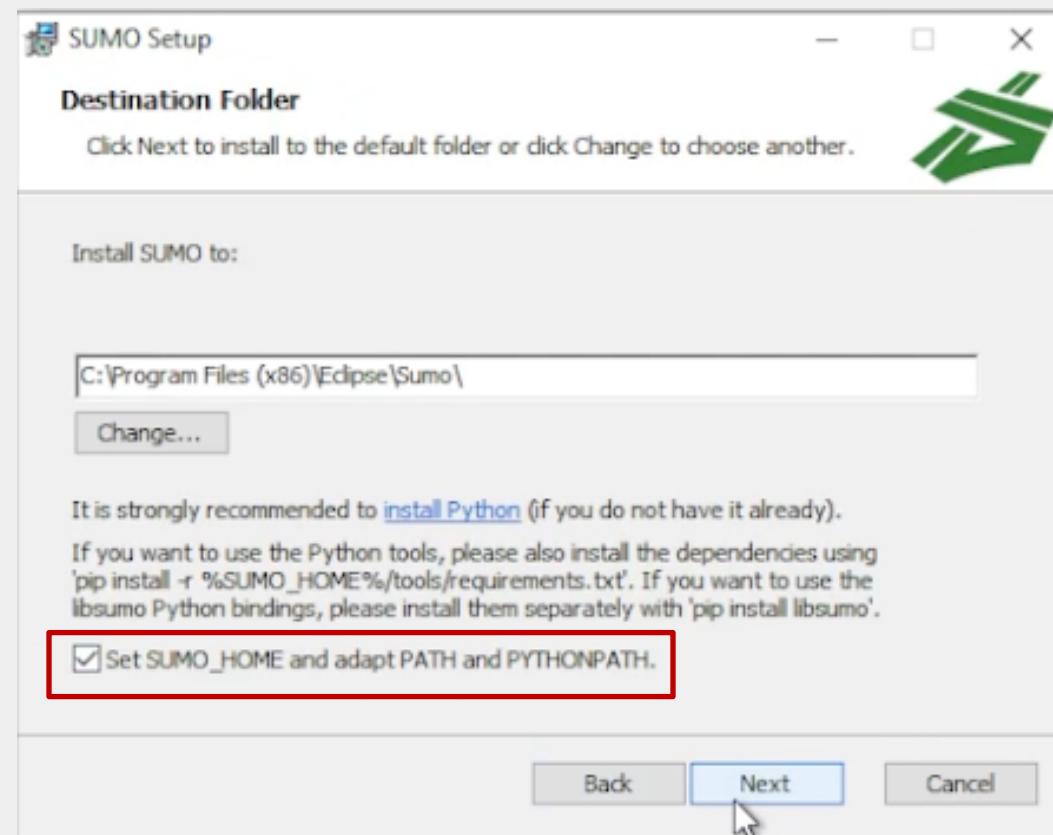 SUMO Setup
Destination Folder
Click Next to install to the default folder or click Change to choose another.
Install SUMO to:
C:\Program Files (x86)\Eclipse\Sumo\
Change...
It is strongly recommended to install Python (if you do not have it already).
If you want to use the Python tools, please also install the dependencies using
'pip install -r %SUMO_HOME%/tools/requirements.txt'. If you want to use the
libsumo Python bindings, please install them separately with 'pip install libsumo'.
Set SUMO_HOME and adapt PATH and PYTHONPATH.
Back Next Cancel